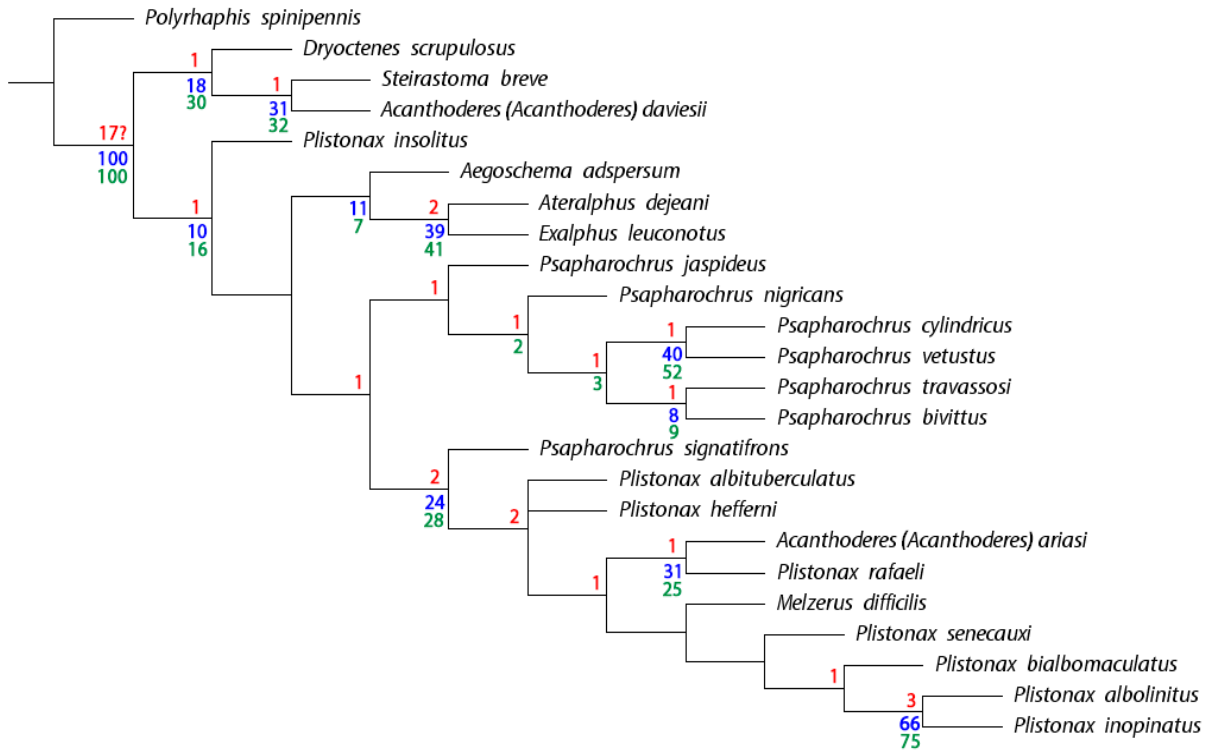 Polyrhaphis spinipennis
Dryoctenes scrupulosus
1
18
30
Steirastoma breve
1
31
32
Acanthoderes (Acanthoderes) daviesii
17?
100
100
Plistonax insolitus
1
10
16
Aegoschema adspersum
11
7
Ateralphus dejeani
2
39
41
Exalphus leuconotus
Psapharochrus jaspideus
1
Psapharochrus nigricans
1
2
Psapharochrus cylindricus
1
40
52
Psapharochrus vetustus
1
3
Psapharochrus travassosi
1
8
9
Psapharochrus bivittus
1
Psapharochrus signatifrons
2
24
28
Plistonax albituberculatus
Plistonax hefferni
2
Acanthoderes (Acanthoderes) ariasi
1
31
25
Plistonax rafaeli
1
Melzerus difficilis
Plistonax senecauxi
Plistonax bialbomaculatus
1
Plistonax albolinitus
3
66
75
Plistonax inopinatus